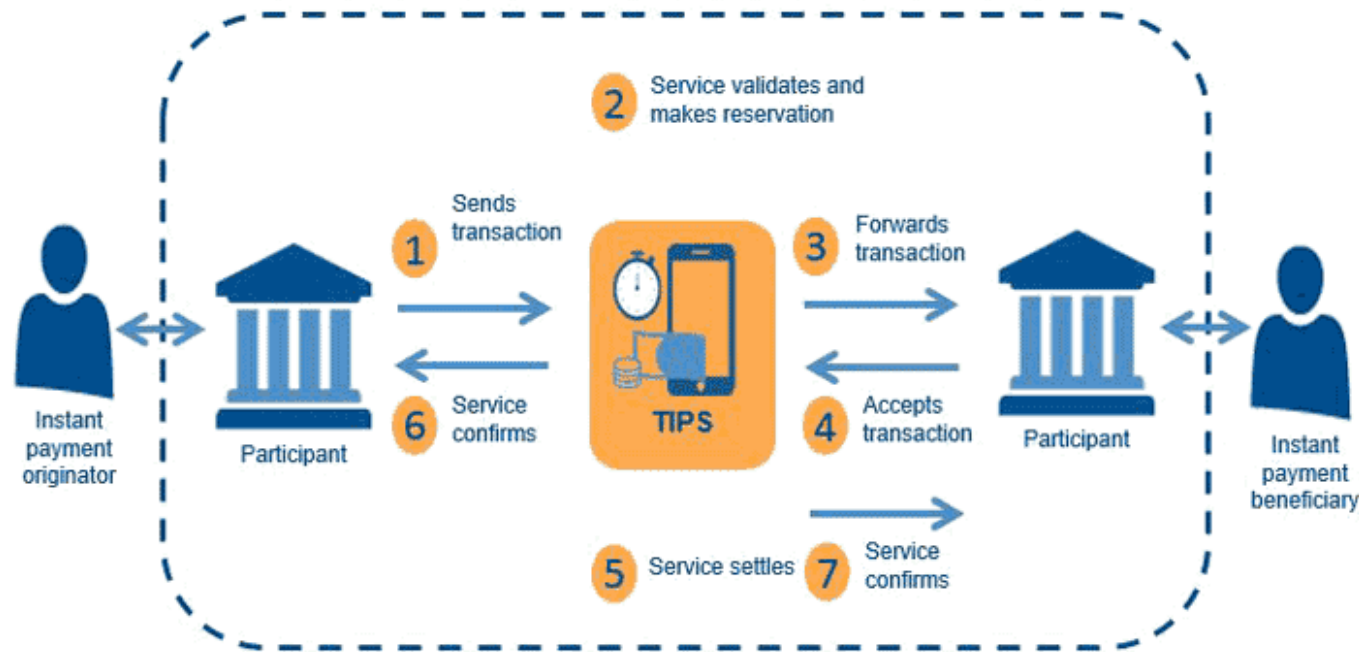 2 Service validates and
makes reservation
1 Sends
transaction
3 Forwards
transaction
TIPS
6 Service
confirms
4 Accepts
transaction
Instant
payment
originator
Participant
Participant
Instant
payment
beneficiary
5 Service settles
7 Service
confirms